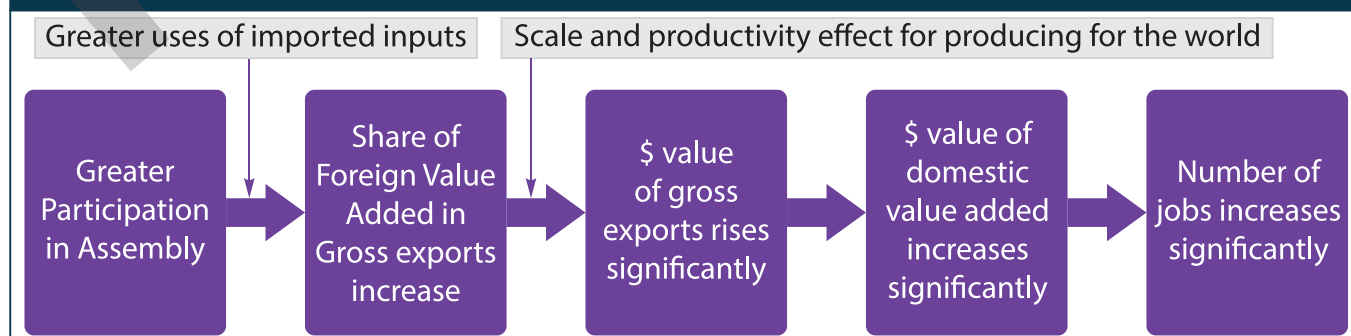 Greater uses of imported inputs
Scale and productivity effect for producing for the world
Greater
Participation
in Assembly
Share of
Foreign Value
Added in
Gross exports
increase
$ value
of gross
exports rises
significantly
$ value of
domestic
value added
increases
significantly
Number of
jobs increases
significantly